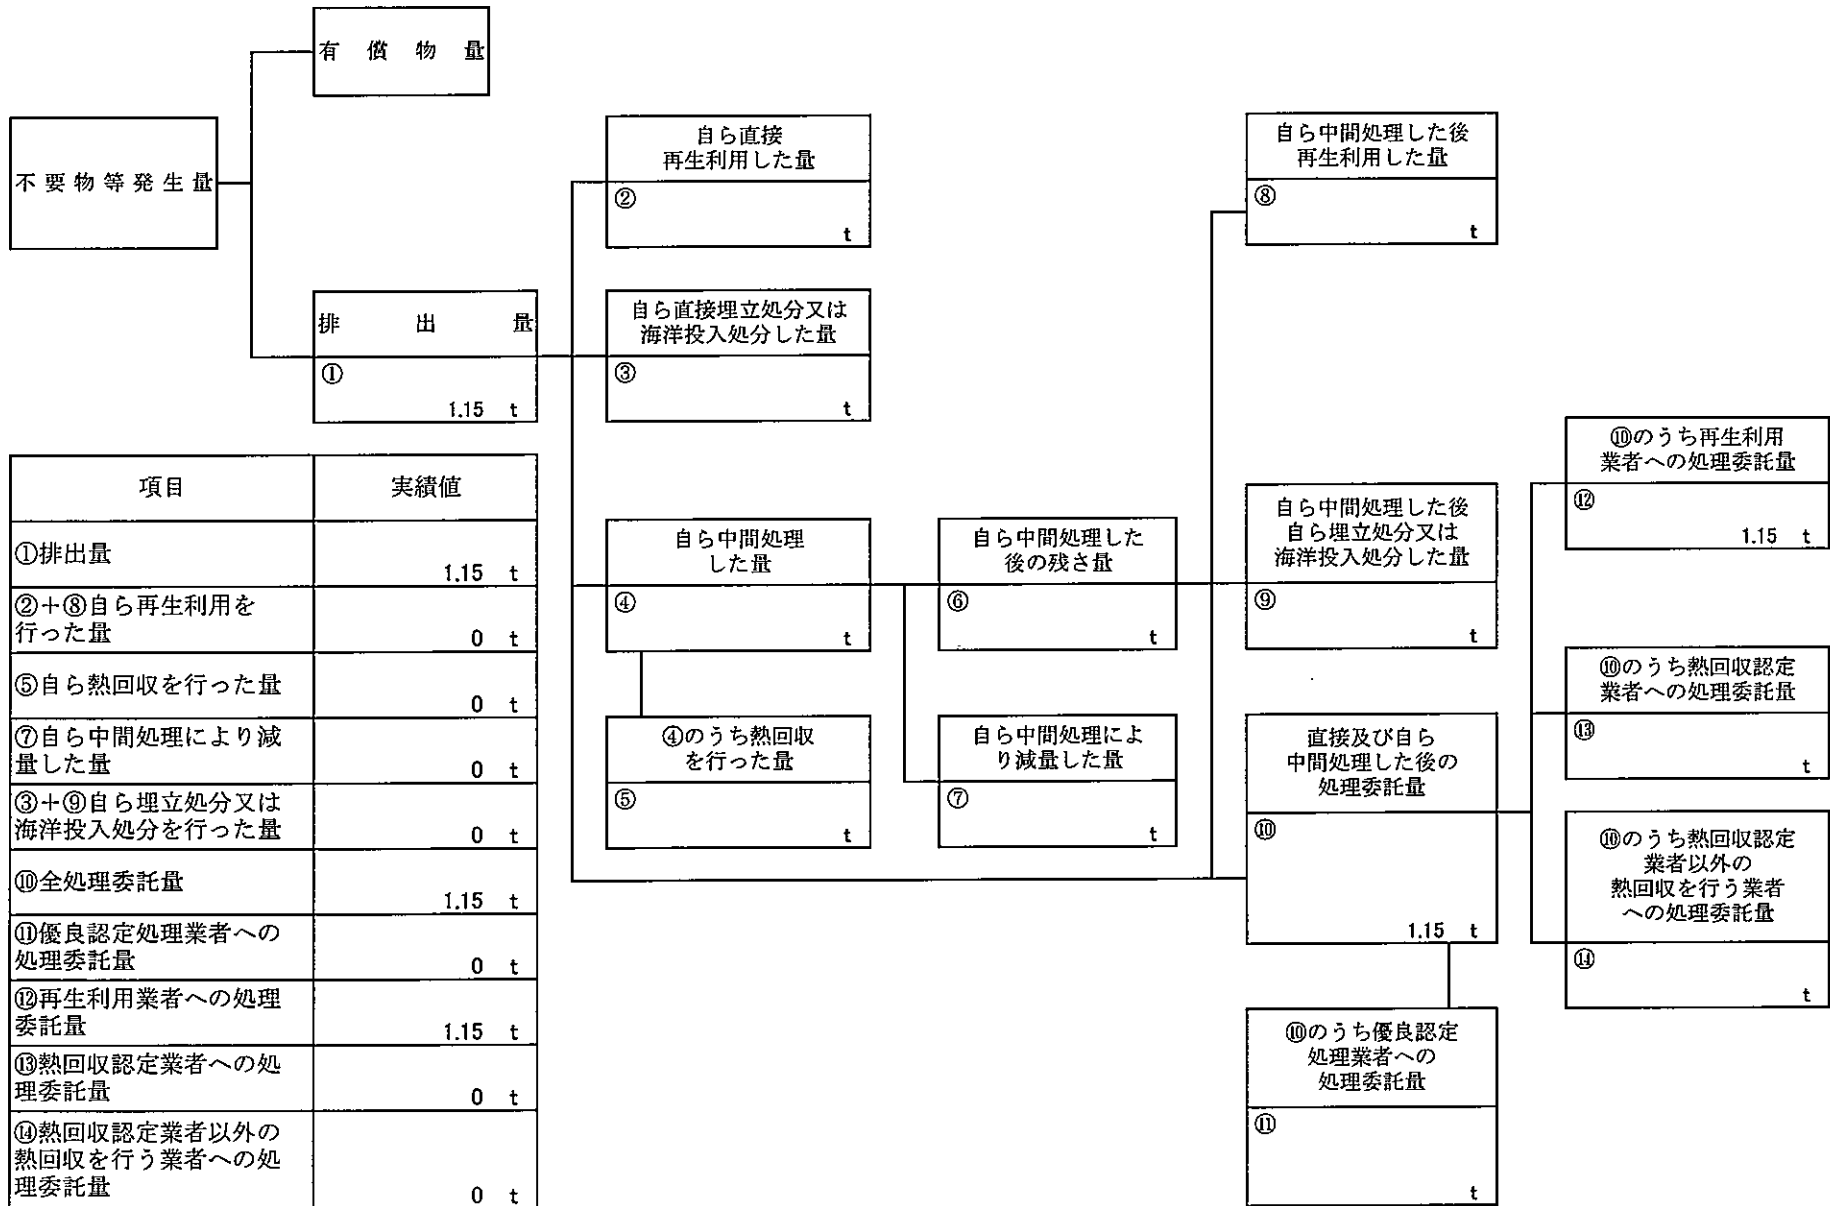 有償物量
不要物等発生量
排出量
①
1.15 t
自ら直接
再生利用した量
②
t
自ら直接埋立処分又は
海洋投入処分した量
③
t
自ら中間処理
した量
④
t
④のうち熱回収
を行った量
⑤
t
自ら中間処理した
後の残さ量
⑥
t
自ら中間処理によ
り減量した量
⑦
t
自ら中間処理した後
再生利用した量
⑧
t
自ら中間処理した後
自ら埋立処分又は
海洋投入処分した量
⑨
t
直接及び自ら
中間処理した後の
処理委託量
⑩
1.15 t
⑩のうち優良認定
処理業者への
処理委託量
⑪
t
⑩のうち再生利用
業者への処理委託量
⑫
1.15 t
⑩のうち熱回収認定
業者への処理委託量
⑬
t
⑩のうち熱回収認定
業者以外の
熱回収を行う業者
への処理委託量
⑭
t
項目 実績値
①排出量
1.15 t
②+⑧自ら再生利用を
行った量
0 t
⑤自ら熱回収を行った量
0 t
⑦自ら中間処理により減
量した量
0 t
③+⑨自ら埋立処分又は
海洋投入処分を行った量
0 t
⑩全処理委託量
1.15 t
⑪優良認定処理業者への
処理委託量
0 t
⑫再生利用業者への処理
委託量
1.15 t
⑬熱回収認定業者への処
理委託量
0 t
⑭熱回収認定業者以外の
熱回収を行う業者への処
理委託量
0 t